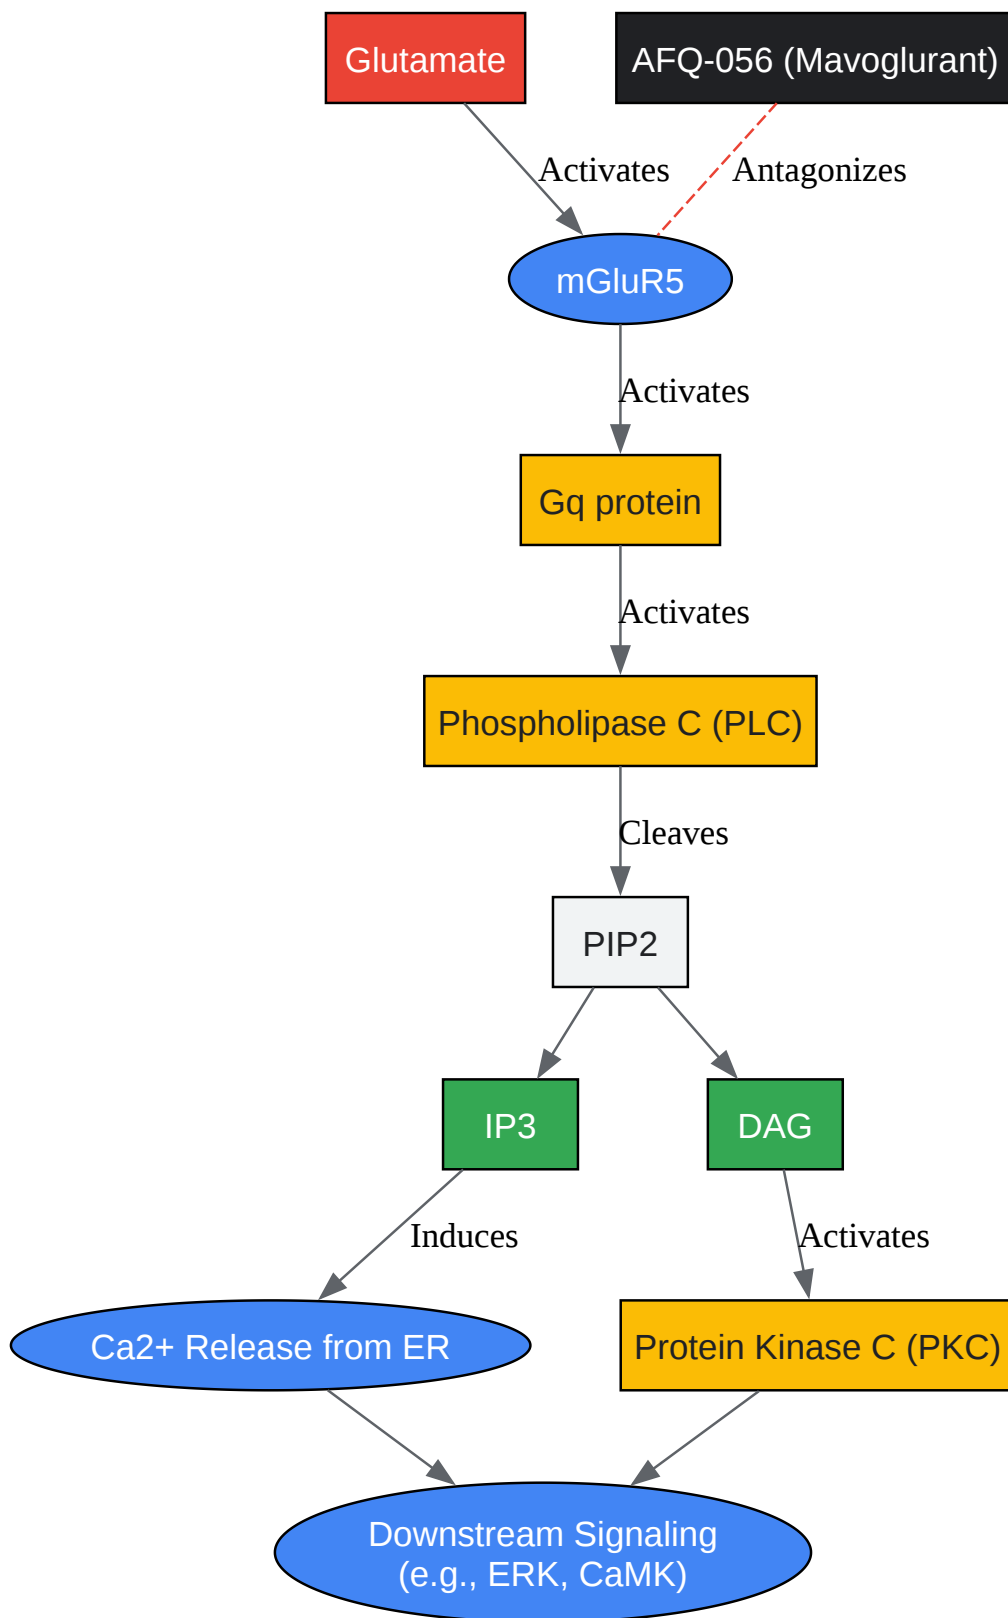 Glutamate
AFQ-056 (Mavoglurant)
Activates
Antagonizes
mGluR5
Activates
Gq protein
Activates
Phospholipase C (PLC)
Cleaves
PIP2
IP3
DAG
Induces
Activates
Ca2+ Release from ER
Protein Kinase C (PKC)
Downstream Signaling
(e.g., ERK, CaMK)